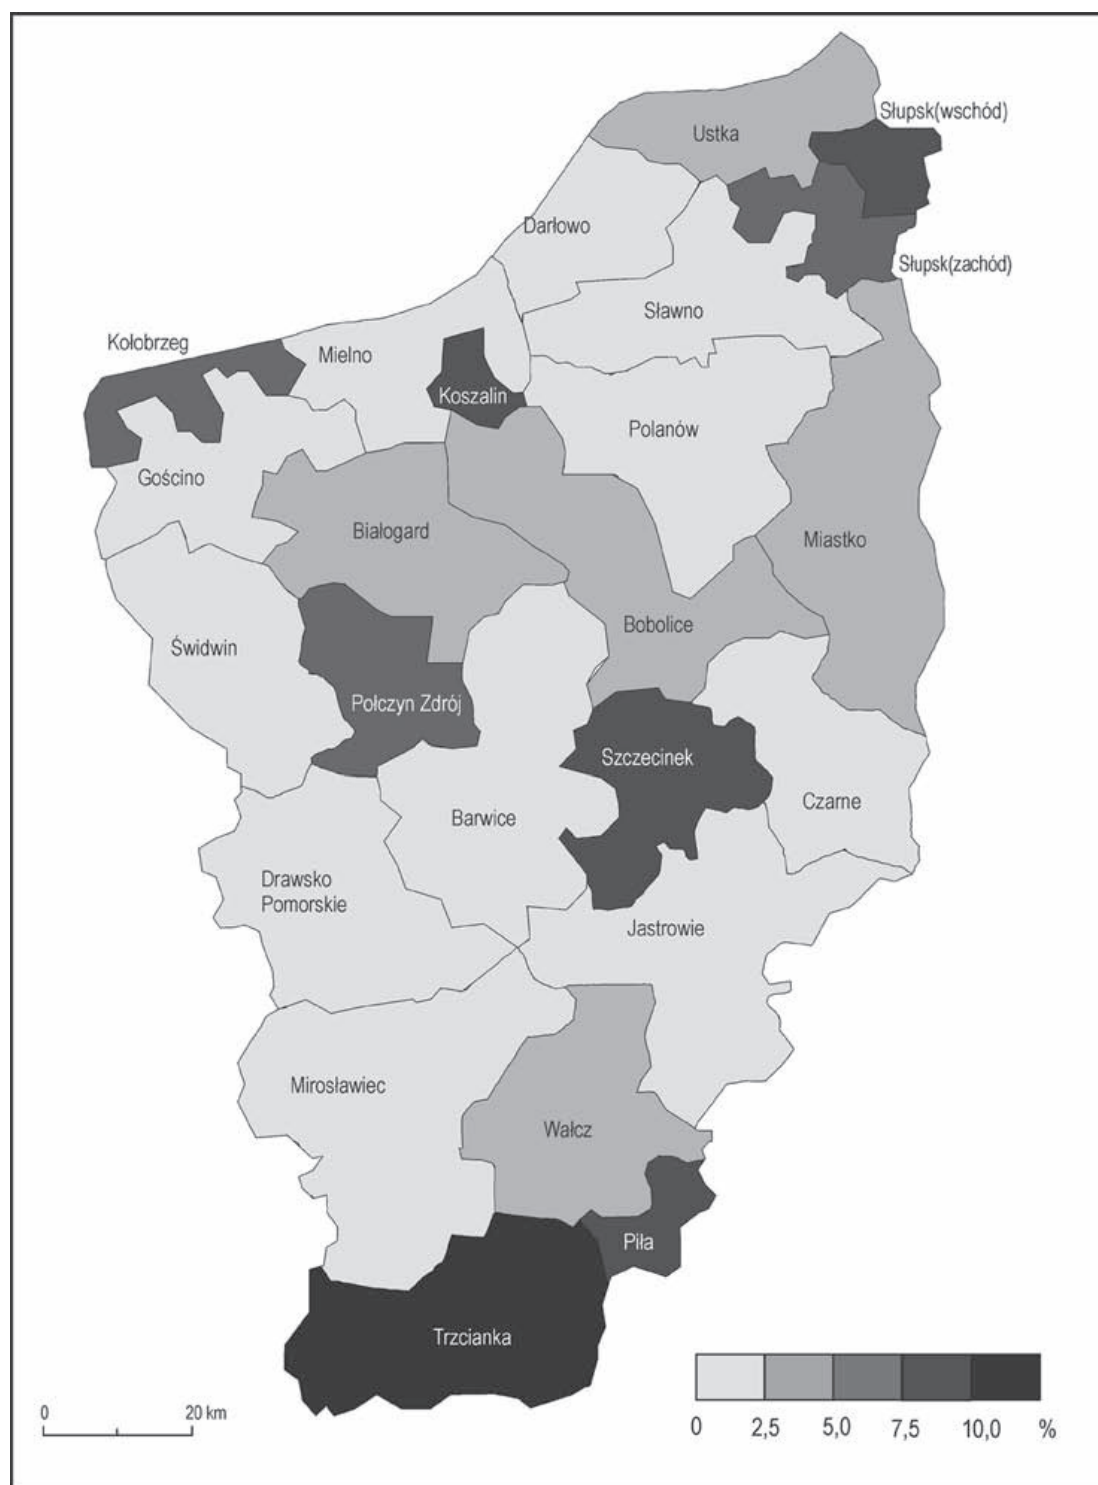 Słupsk(wschód)
Ustka
Darłowo
Słupsk(zachód)
Sławno
Kołobrzeg
Mielno
Koszalin
Polanów
Gościno
Białogard
Miastko
Bobolice
Świdwin
Połczyn Zdrój
Szczecinek
Czarne
Barwice
Drawsko
Pomorskie
Jastrowie
Mirosławiec
Wałcz
Piła
Trzcianka
0 20 km
0 2,5 5,0 7,5 10,0 %